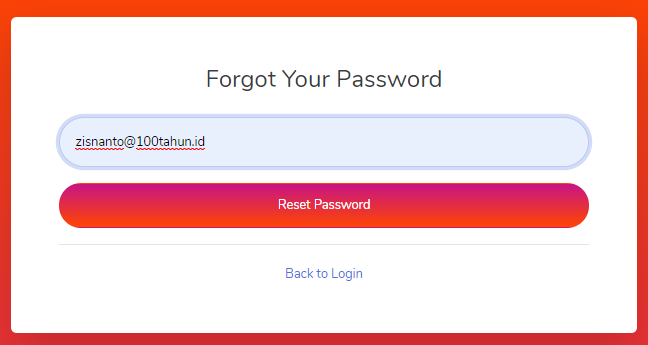 Forgot Your Password
zisnanto@100tahun.id
Reset Password
Back to Login